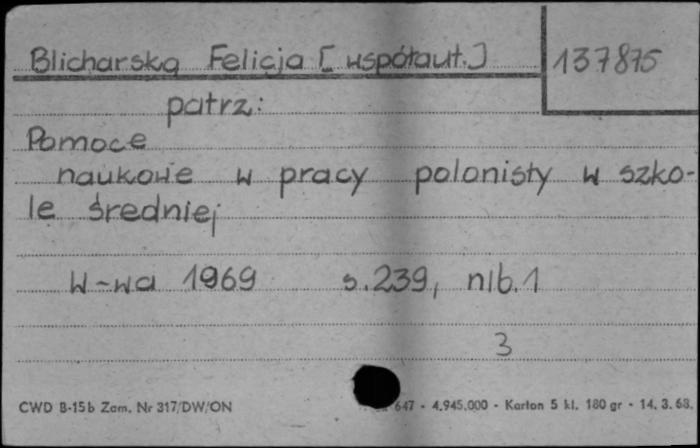 Blicharska Felicja [współaut.]
137875
patrz:
Pomoce
naukowe w pracy polonisty w szko-
le średniej
W-wa 1969 s.239, nlb.1
3
CWD B-15b Zam. Nr 317/DW/ON 647 - 4.945.000 - Karton 5 kl. 180 gr - 14. 3. 68.